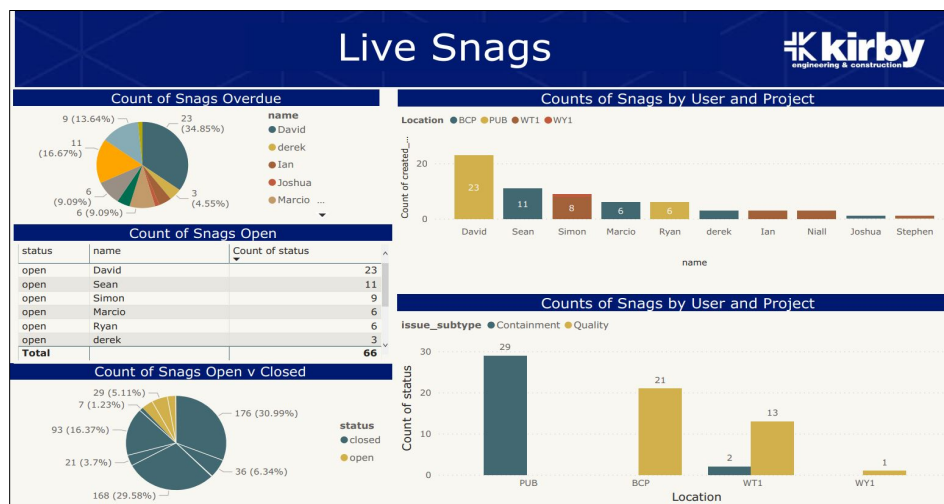 Live Snags
kirby
engineering & construction
Count of Snags Overdue
9 (13.64%)
23
(34.85%)
11
(16.67%)
6
(9.09%)
6 (9.09%)
3
(4.55%)
name
David
derek
Ian
Joshua
Marcio ...
Count of Snags Open
status name Count of status
open David 23
open Sean 11
open Simon 9
open Marcio 6
open Ryan 6
open derek 3
Total 66
Count of Snags Open v Closed
29 (5.11%)
7 (1.23%)
93 (16.37%)
21 (3.7%)
168 (29.58%)
176 (30.99%)
36 (6.34%)
status
closed
open
Counts of Snags by User and Project
Location BCP PUB WT1 WY1
Count of created_...
20
0
23
11
8
6
6
David Sean Simon Marcio Ryan derek Ian Niall Joshua Stephen
name
Counts of Snags by User and Project
issue_subtype Containment Quality
Count of status
30
20
10
0
29
21
2
13
1
PUB BCP WT1 WY1
Location